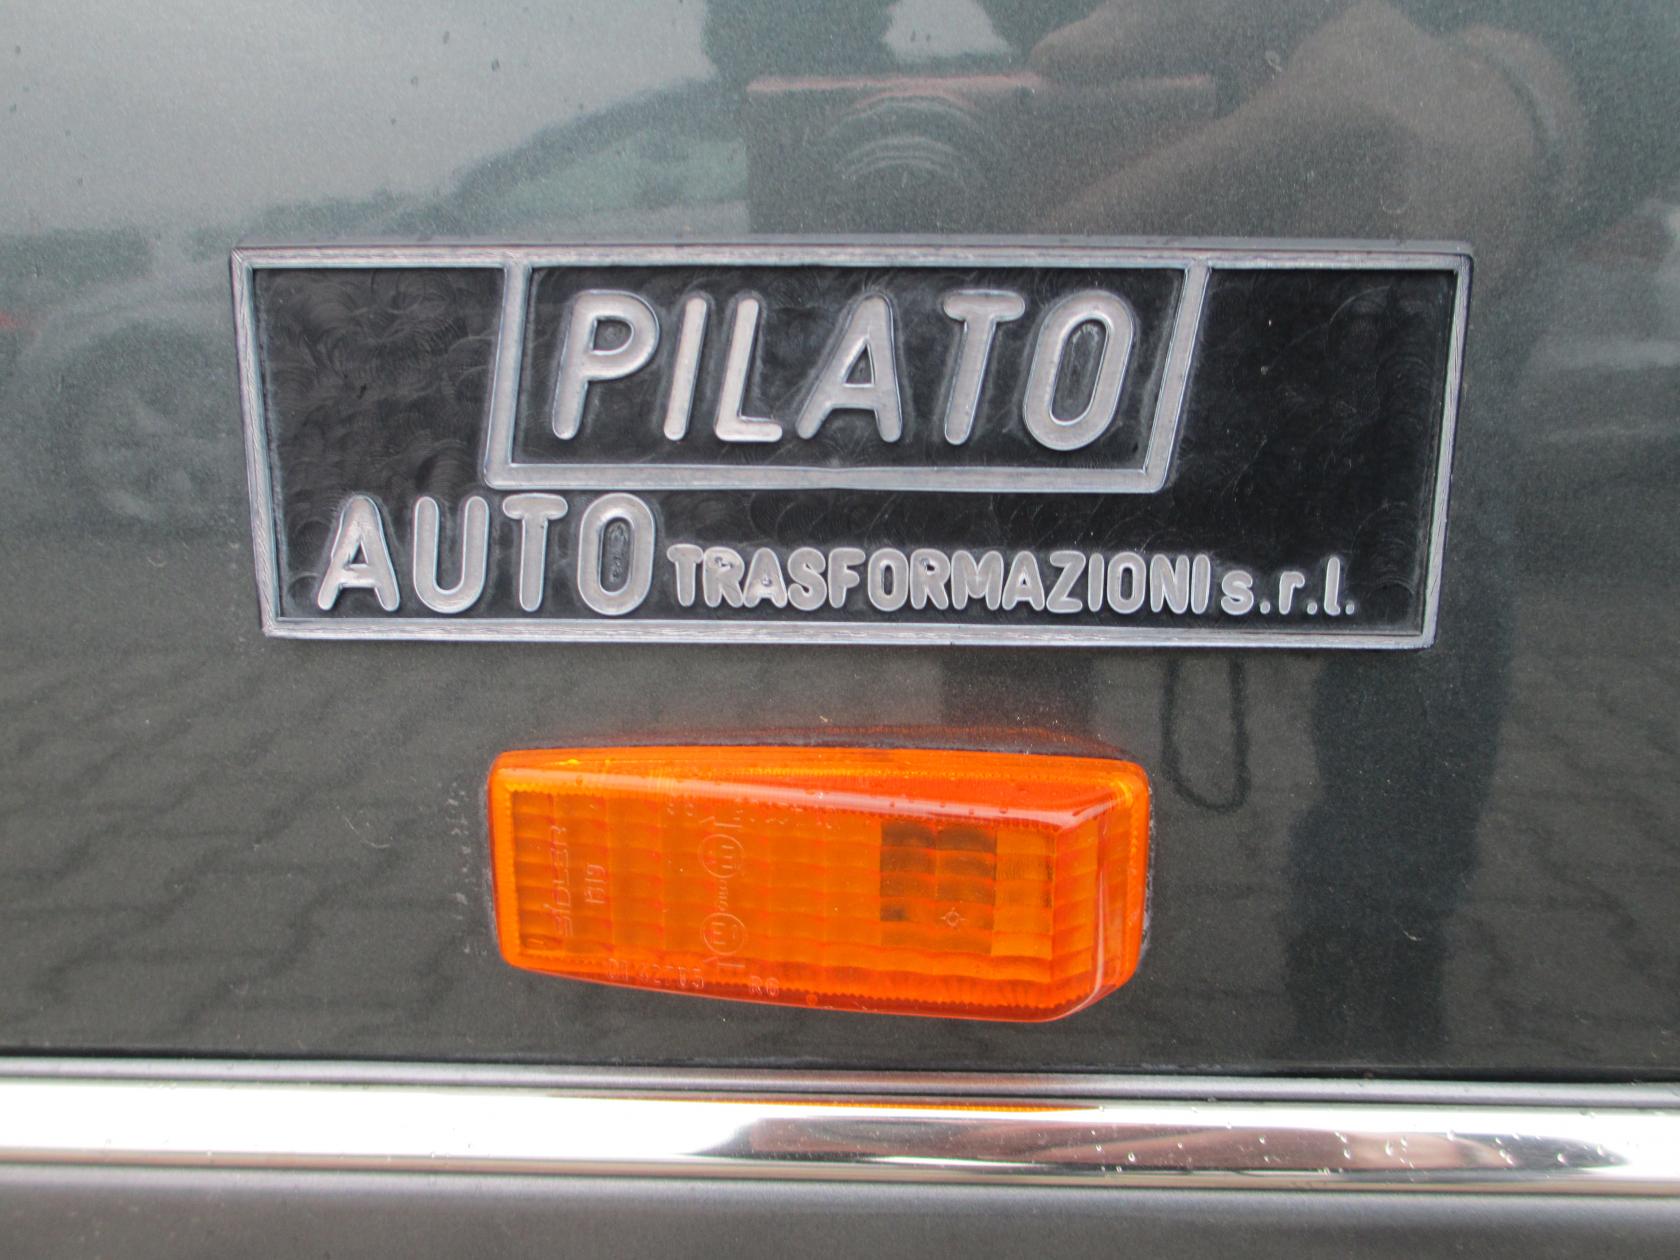 PILATO
AUTO TRASFORMAZIONI s.r.l.